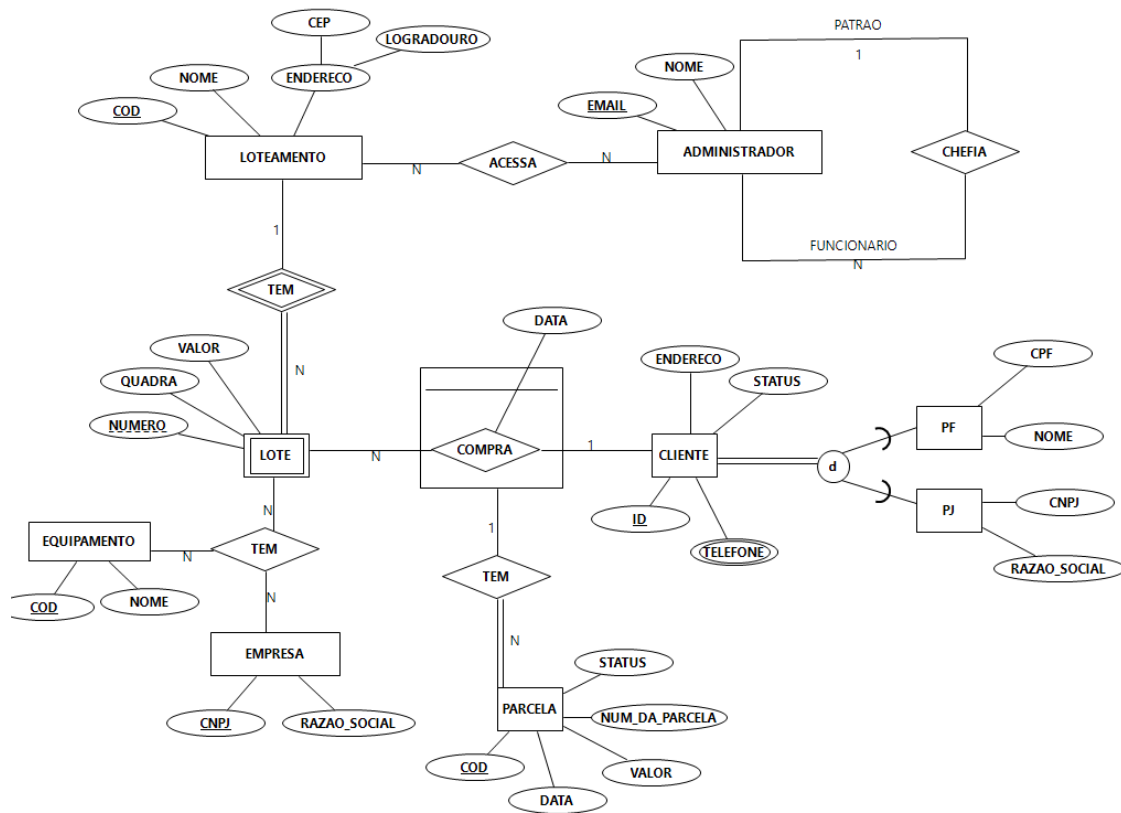 PATRAO
1
CEP
LOGRADOURO
NOME
ENDERECO
NOME
COD
EMAIL
LOTEAMENTO
N
ACESSA
N
ADMINISTRADOR
CHEFIA
1
FUNCIONARIO
N
TEM
DATA
VALOR
N
ENDERECO
STATUS
CPF
QUADRA
NUMERO
PF
NOME
LOTE
N
COMPRA
1
CLIENTE
d
CNPJ
PJ
ID
N
1
TELEFONE
RAZAO_SOCIAL
EQUIPAMENTO
N
TEM
TEM
COD
NOME
N
N
EMPRESA
STATUS
PARCELA
NUM_DA_PARCELA
CNPJ
RAZAO_SOCIAL
COD
VALOR
DATA